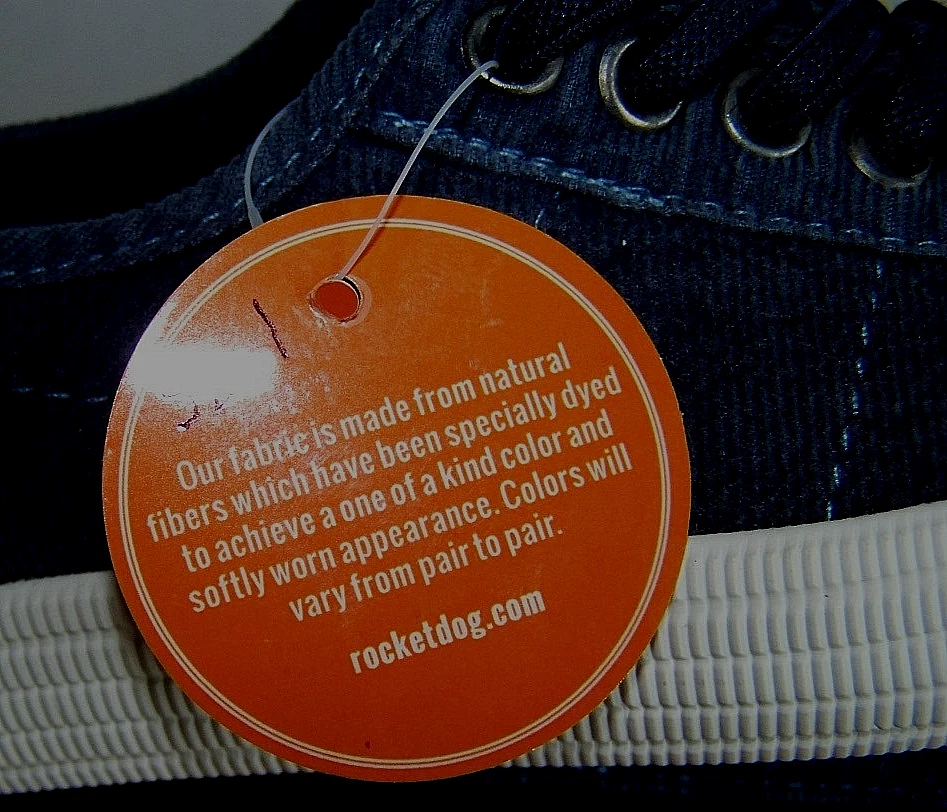 Our fabric is made from natural
fibers which have been specially dyed
to achieve a one of a kind color and
softly worn appearance. Colors will
vary from pair to pair.
rocketdog.com